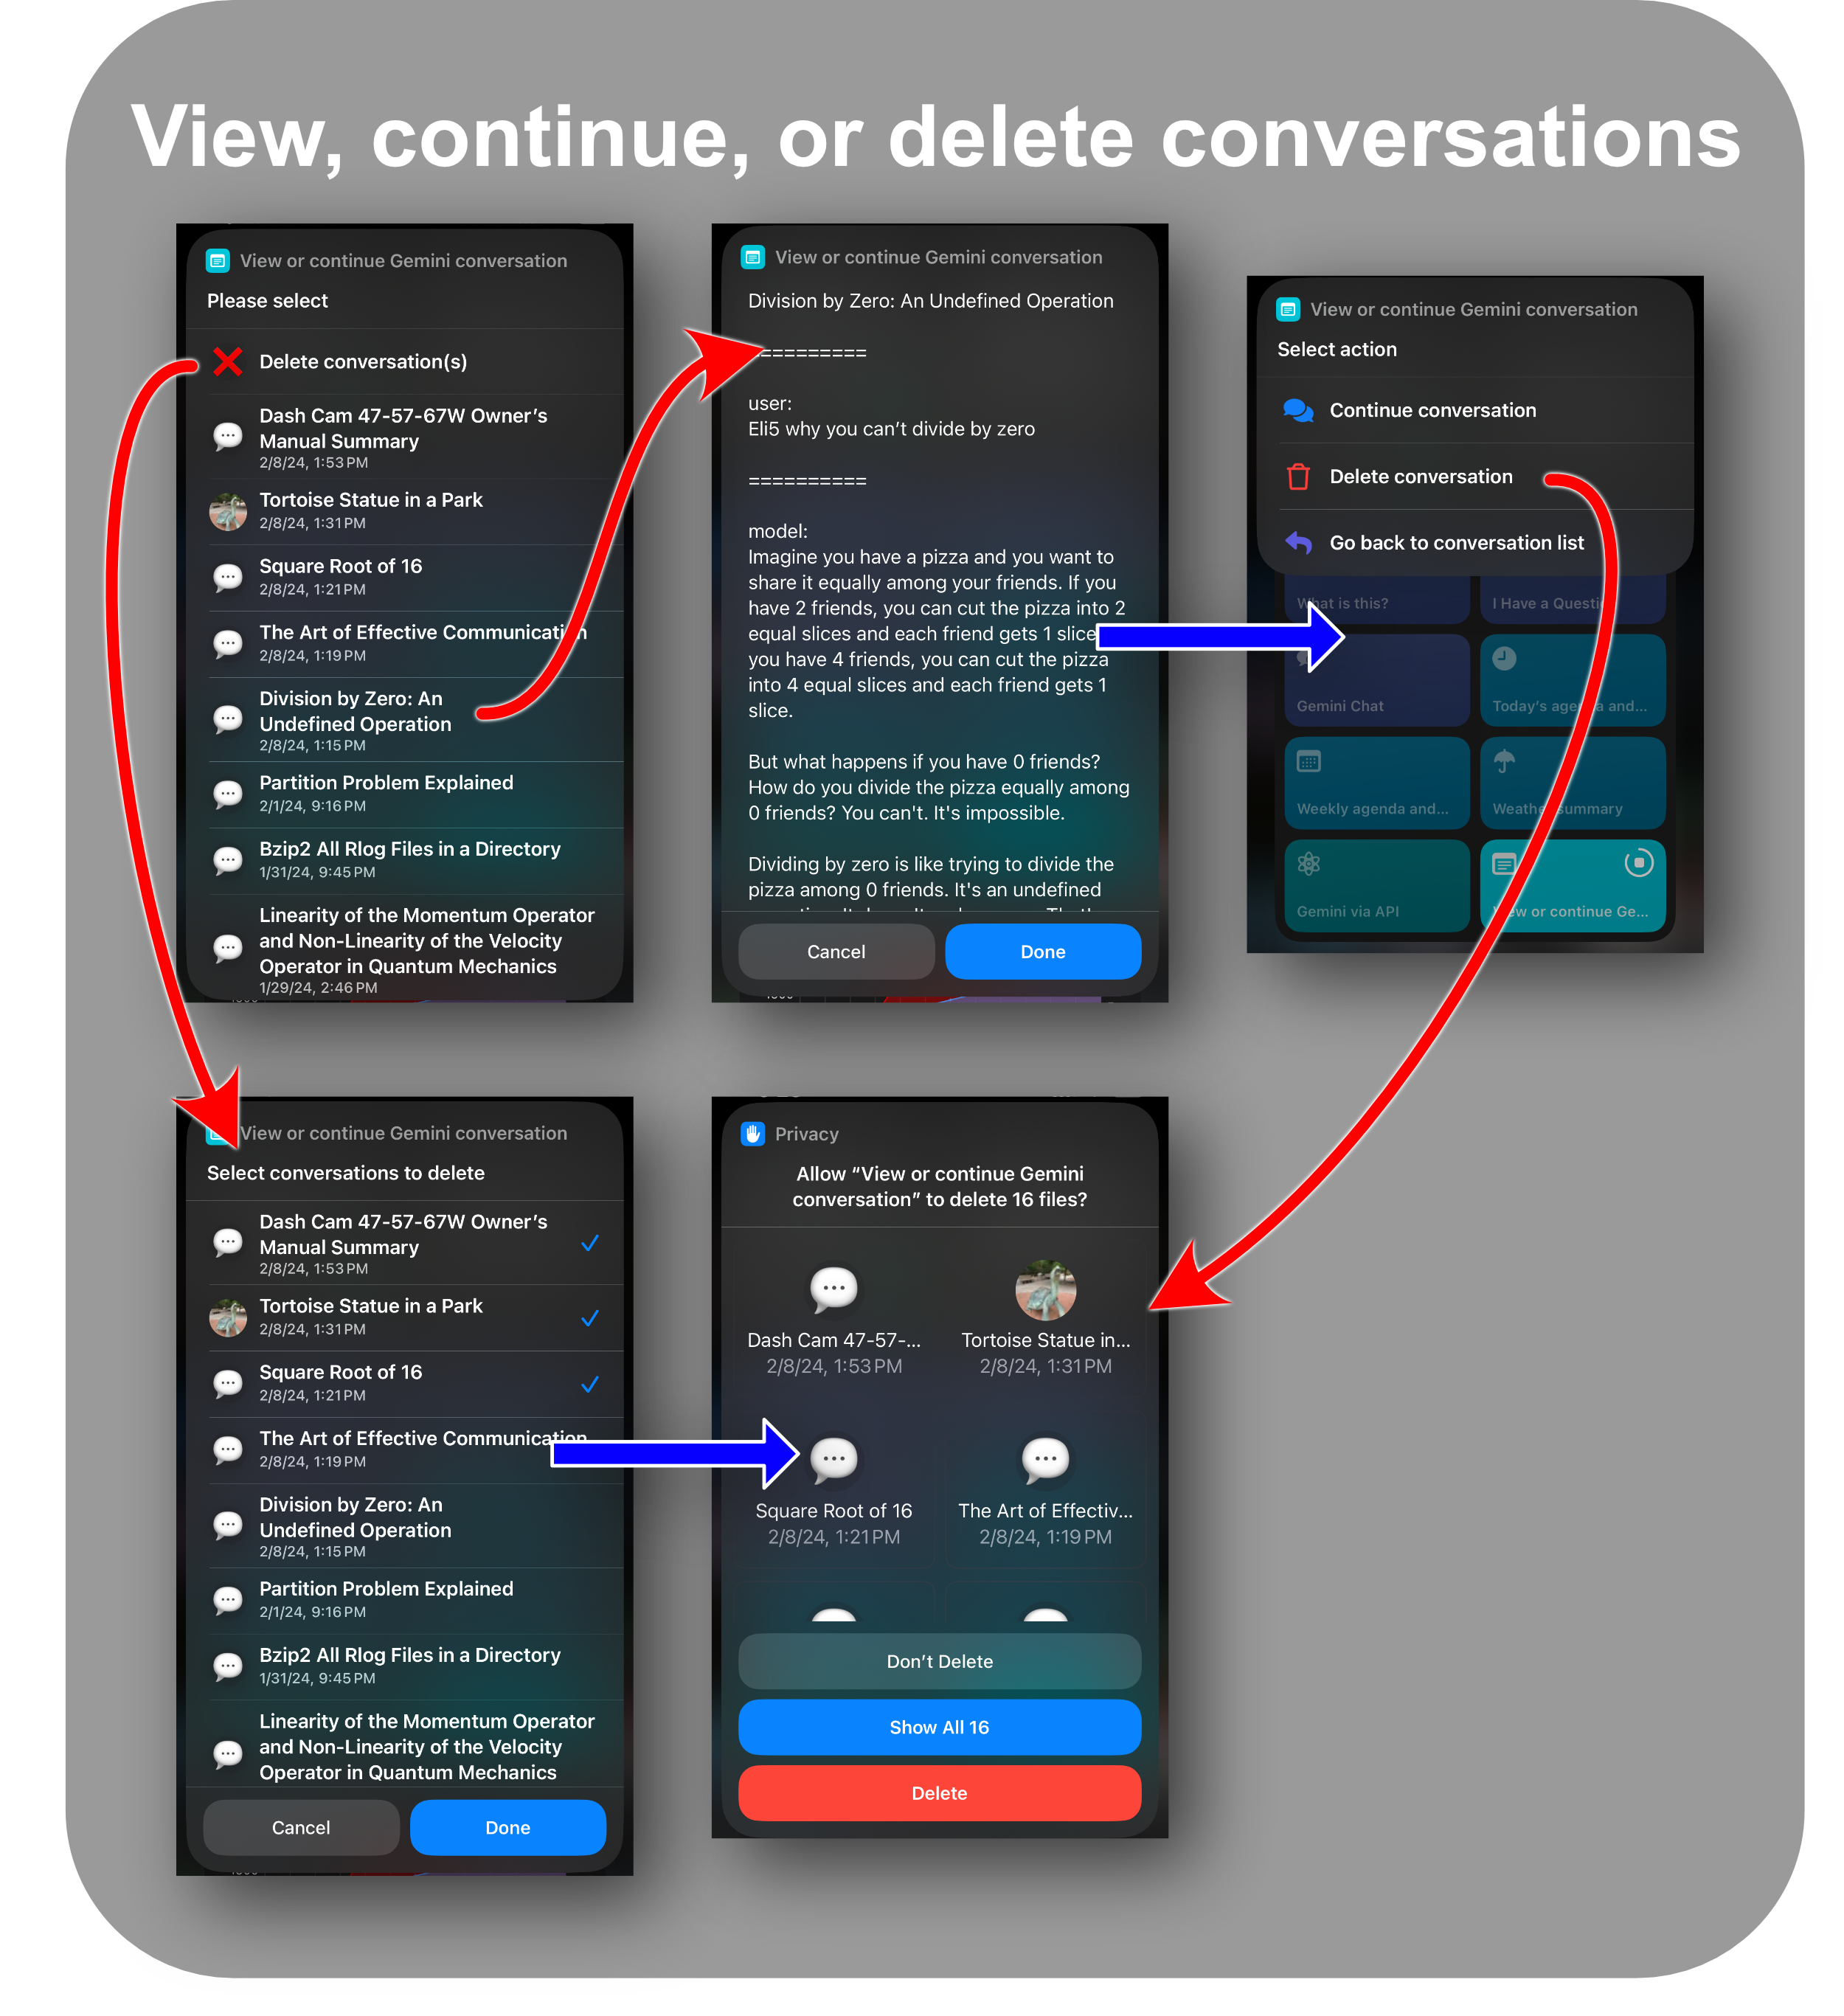 View, continue, or delete conversations
View or continue Gemini conversation
Please select
Delete conversation(s)
Dash Cam 47-57-67W Owner’s
Manual Summary
2/8/24, 1:53 PM
Tortoise Statue in a Park
2/8/24, 1:31 PM
Square Root of 16
2/8/24, 1:21 PM
The Art of Effective Communication
2/8/24, 1:19 PM
Division by Zero: An
Undefined Operation
2/8/24, 1:15 PM
Partition Problem Explained
2/1/24, 9:16 PM
Bzip2 All Rlog Files in a Directory
1/31/24, 9:45 PM
Linearity of the Momentum Operator
and Non-Linearity of the Velocity
Operator in Quantum Mechanics
1/29/24, 2:46 PM
View or continue Gemini conversation
Division by Zero: An Undefined Operation
==========
user:
Eli5 why you can’t divide by zero
==========
model:
Imagine you have a pizza and you want to
share it equally among your friends. If you
have 2 friends, you can cut the pizza into 2
equal slices and each friend gets 1 slice
you have 4 friends, you can cut the pizza
into 4 equal slices and each friend gets 1
slice.
But what happens if you have 0 friends?
How do you divide the pizza equally among
0 friends? You can't. It's impossible.
Dividing by zero is like trying to divide the
pizza among 0 friends. It's an undefined
Cancel
Done
View or continue Gemini conversation
Select action
Continue conversation
Delete conversation
Go back to conversation list
What is this?
I Have a Questi
Gemini Chat
Today’s agenda and...
Weekly agenda and...
Weather summary
Gemini via API
View or continue Ge...
View or continue Gemini conversation
Select conversations to delete
Dash Cam 47-57-67W Owner’s
Manual Summary
2/8/24, 1:53 PM
Tortoise Statue in a Park
2/8/24, 1:31 PM
Square Root of 16
2/8/24, 1:21 PM
The Art of Effective Communication
2/8/24, 1:19 PM
Division by Zero: An
Undefined Operation
2/8/24, 1:15 PM
Partition Problem Explained
2/1/24, 9:16 PM
Bzip2 All Rlog Files in a Directory
1/31/24, 9:45 PM
Linearity of the Momentum Operator
and Non-Linearity of the Velocity
Operator in Quantum Mechanics
Cancel
Done
Privacy
Allow “View or continue Gemini
conversation” to delete 16 files?
Dash Cam 47-57-...
2/8/24, 1:53 PM
Tortoise Statue in...
2/8/24, 1:31 PM
Square Root of 16
2/8/24, 1:21 PM
The Art of Effectiv...
2/8/24, 1:19 PM
Don’t Delete
Show All 16
Delete